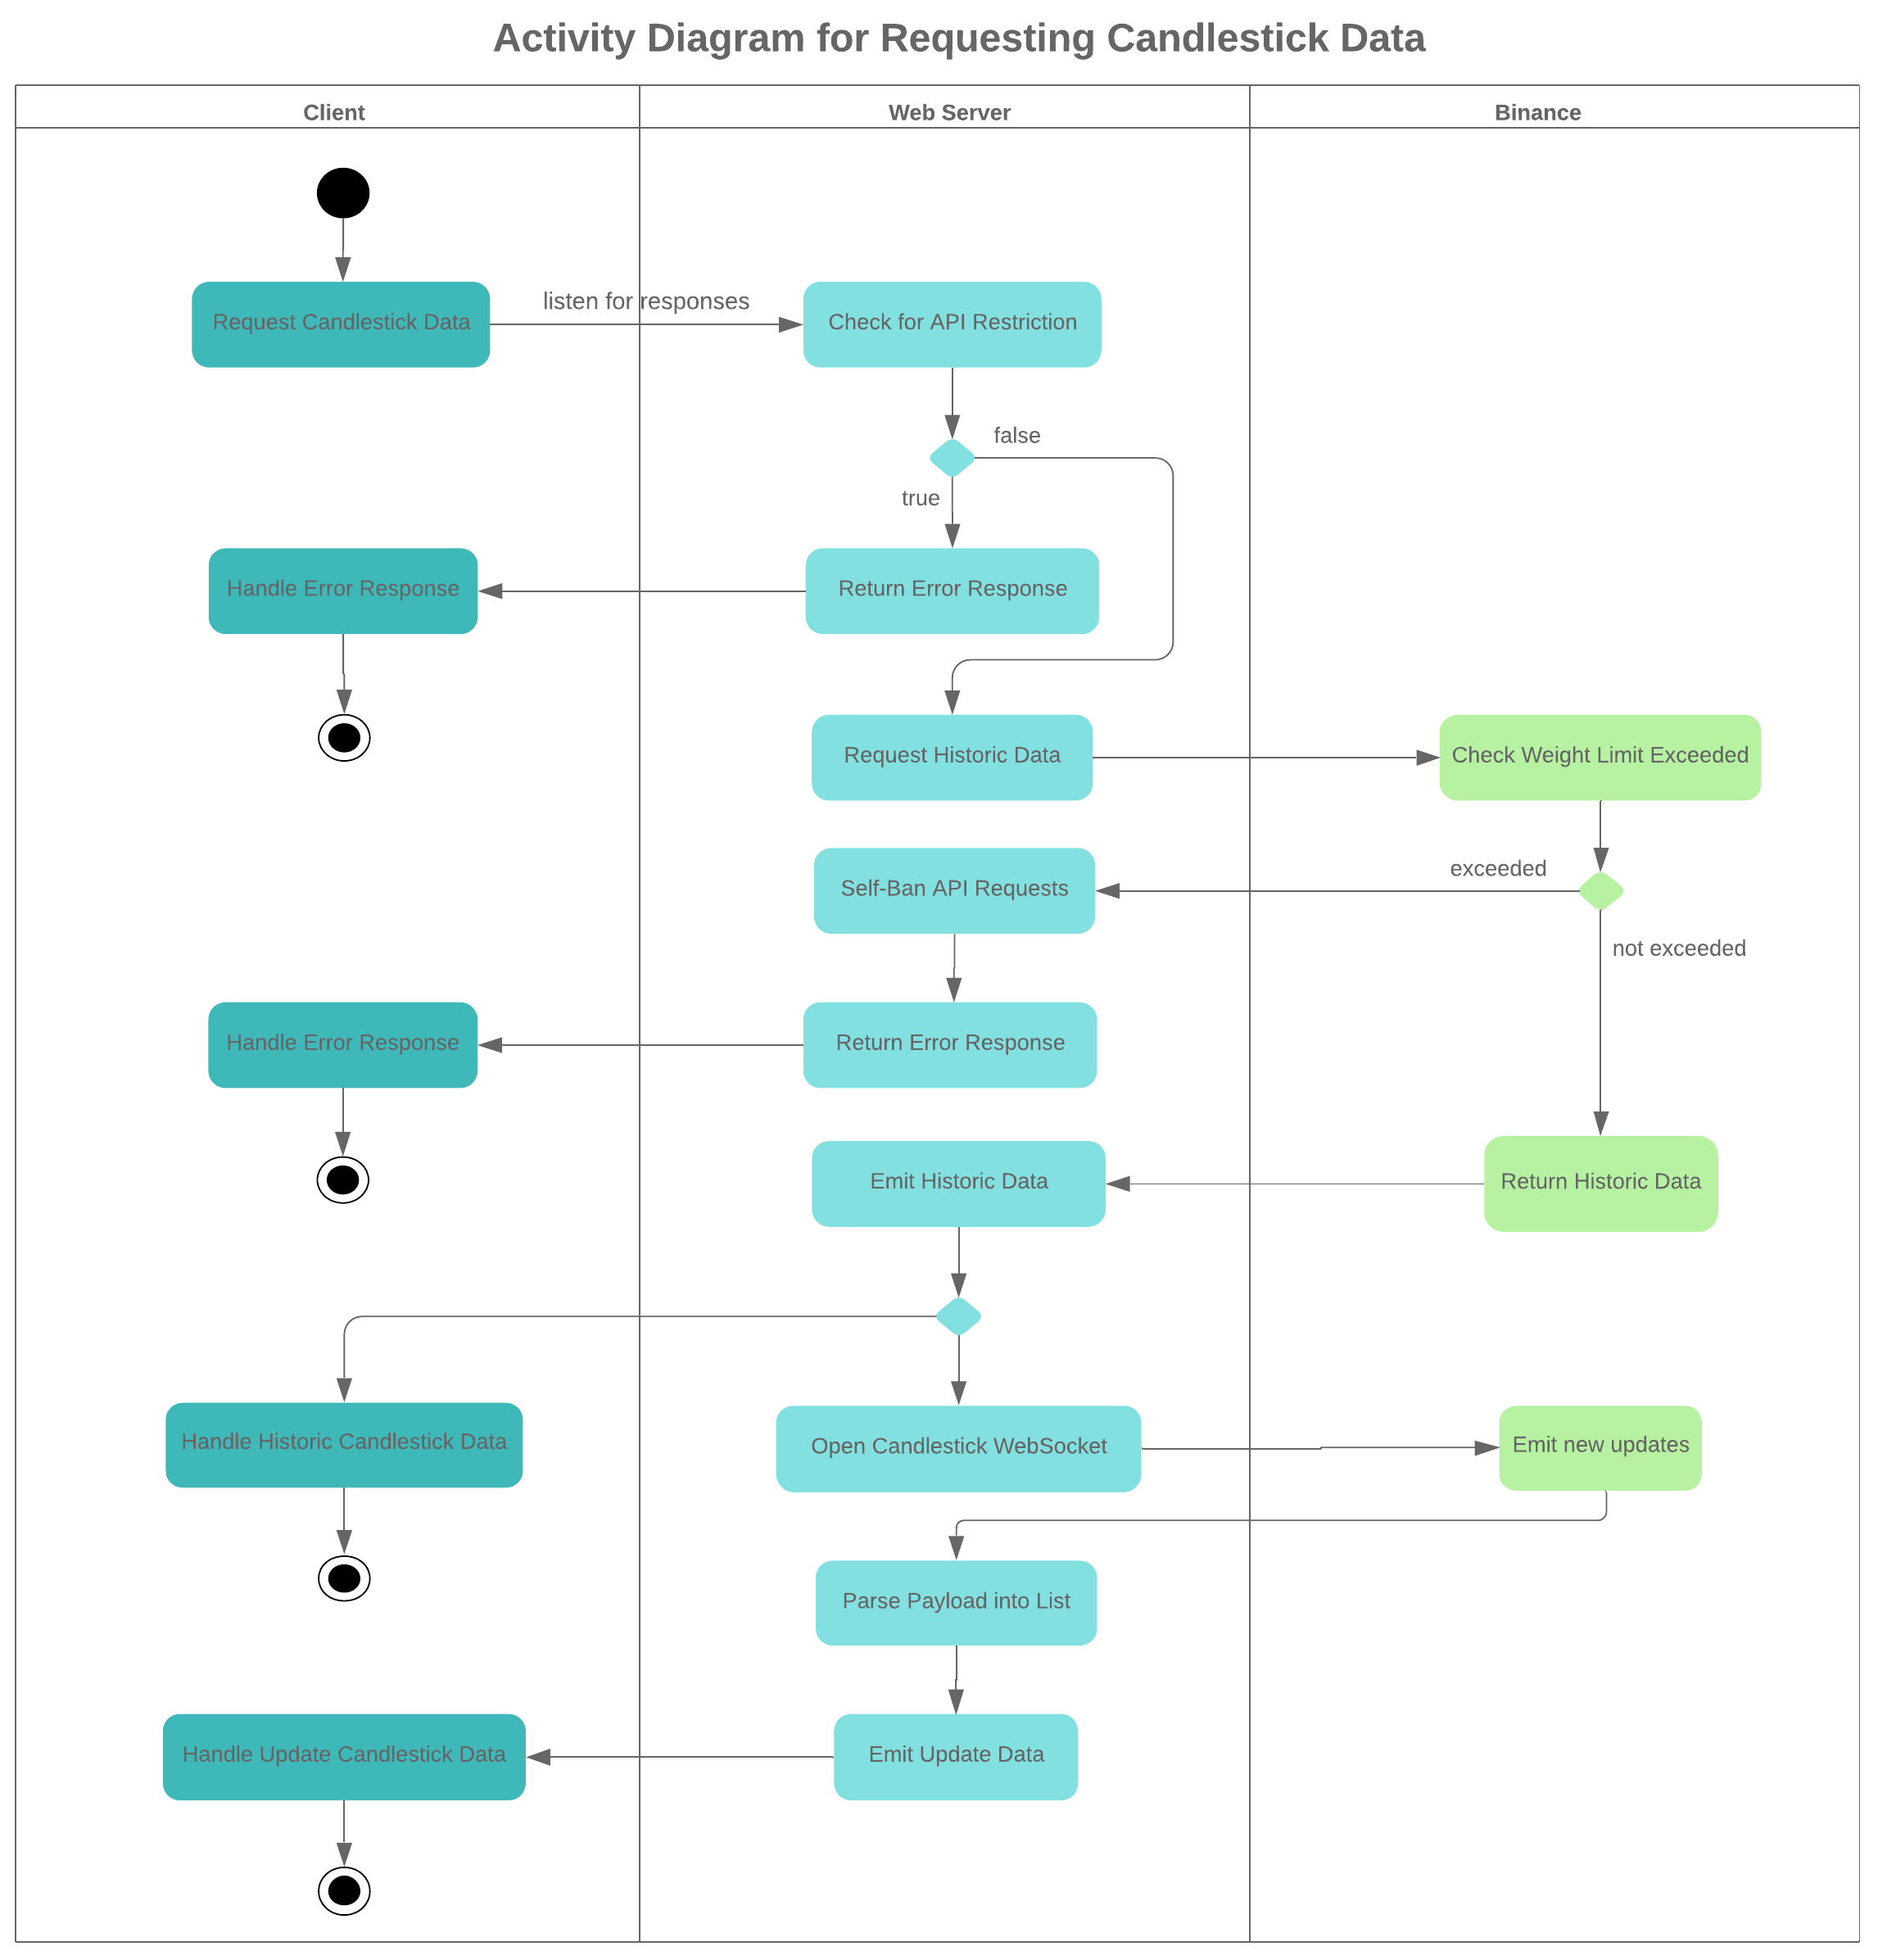 Activity Diagram for Requesting Candlestick Data
Client
Web Server
Binance
listen for responses
Request Candlestick Data
Check for API Restriction
false
true
Handle Error Response
Return Error Response
Request Historic Data
Check Weight Limit Exceeded
exceeded
Self-Ban API Requests
not exceeded
Handle Error Response
Return Error Response
Emit Historic Data
Return Historic Data
Handle Historic Candlestick Data
Open Candlestick WebSocket
Emit new updates
Parse Payload into List
Handle Update Candlestick Data
Emit Update Data